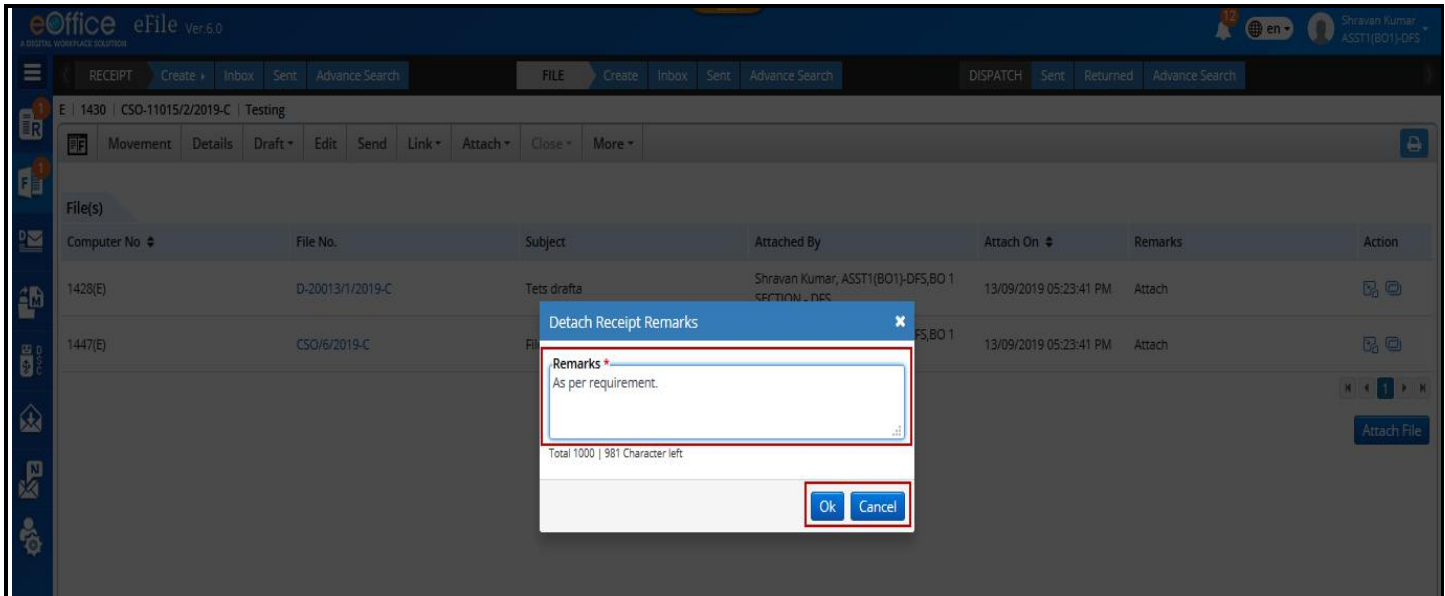 eOffice eFile Ver.6.0
A DIGITAL WORKPLACE SOLUTION
12
en
Shravan Kumar
ASST1(BO1)-DFS
RECEIPT Create Inbox Sent Advance Search
FILE Create Inbox Sent Advance Search
DISPATCH Sent Returned Advance Search
E | 1430 | CSO-11015/2/2019-C | Testing
Movement Details Draft Edit Send Link Attach Close More
1
R
1
F
D
M
DSC
N
File(s)
Computer No File No. Subject Attached By Attach On Remarks Action
1428(E) D-20013/1/2019-C Tets drafta Shravan Kumar, ASST1(BO1)-DFS,BO 1 SECTION - DFS 13/09/2019 05:23:41 PM Attach
1447(E) CSO/6/2019-C Fil FS,BO 1 13/09/2019 05:23:41 PM Attach
1
Attach File
Detach Receipt Remarks
Remarks *
As per requirement.
Total 1000 | 981 Character left
Ok Cancel